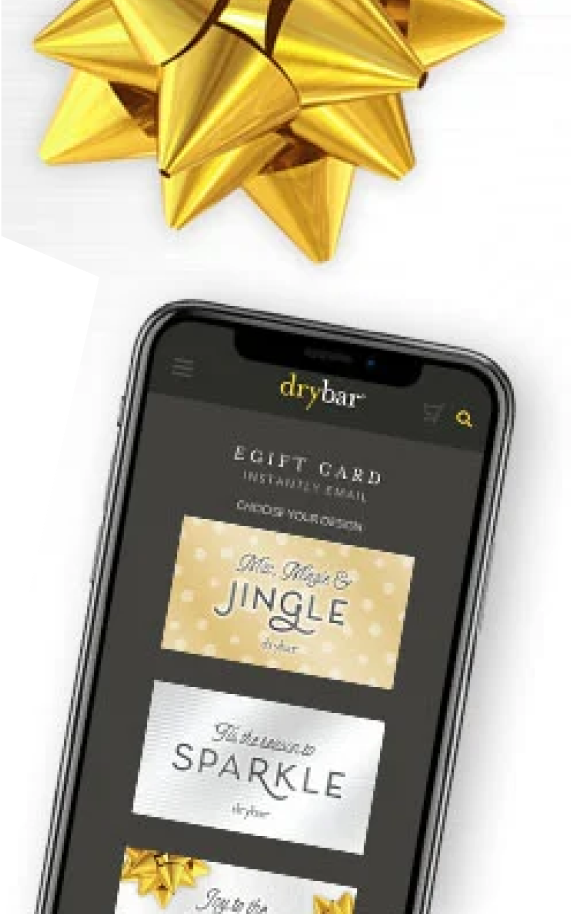 drybar
EGIFT CARD
INSTANTLY EMAIL
CHOOSE YOUR DESIGN
Mix, Mingle &
JINGLE
drybar
'Tis the season to
SPARKLE
drybar
Joy to the